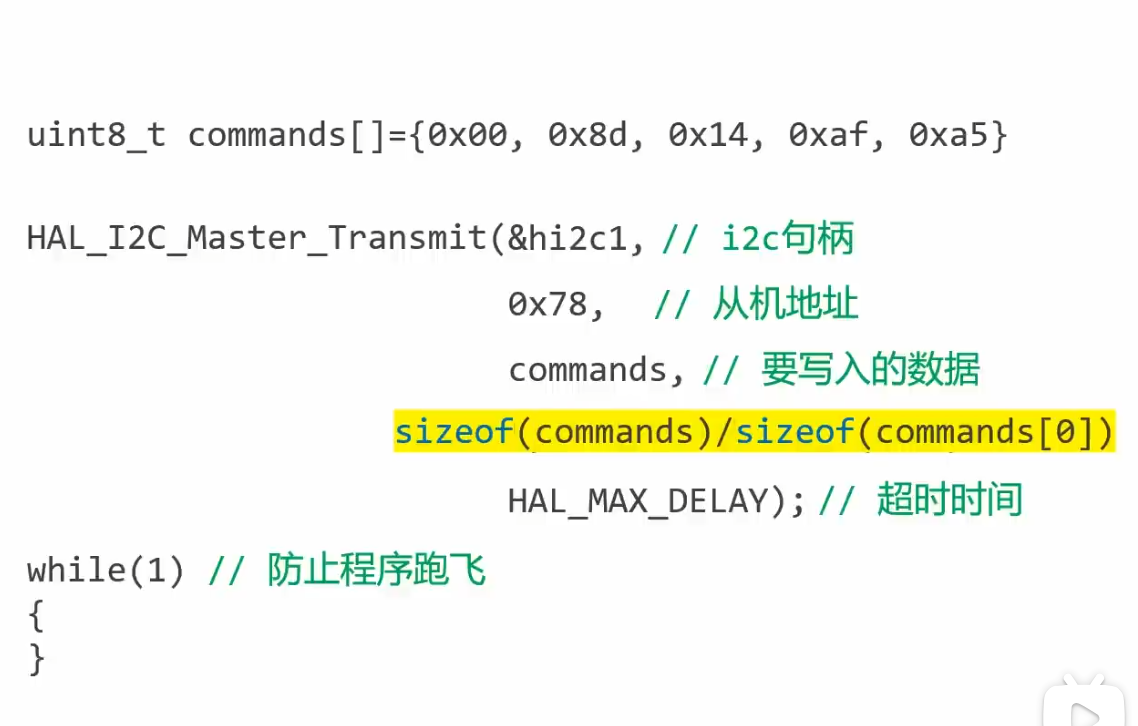 uint8_t commands[]={0x00, 0x8d, 0x14, 0xaf, 0xa5}
HAL_I2C_Master_Transmit(&hi2c1, // i2c句柄
0x78, // 从机地址
commands, // 要写入的数据
sizeof(commands)/sizeof(commands[0])
HAL_MAX_DELAY); // 超时时间
while(1) // 防止程序跑飞
{
}